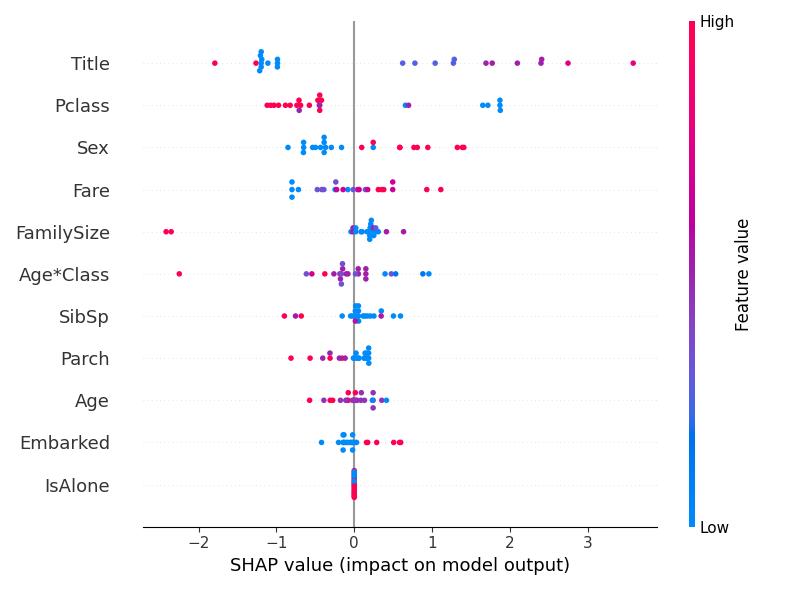 High
Title
Pclass
Sex
Fare
FamilySize
Age*Class
SibSp
Parch
Age
Embarked
IsAlone
Feature value
Low
−2 −1 0 1 2 3
SHAP value (impact on model output)